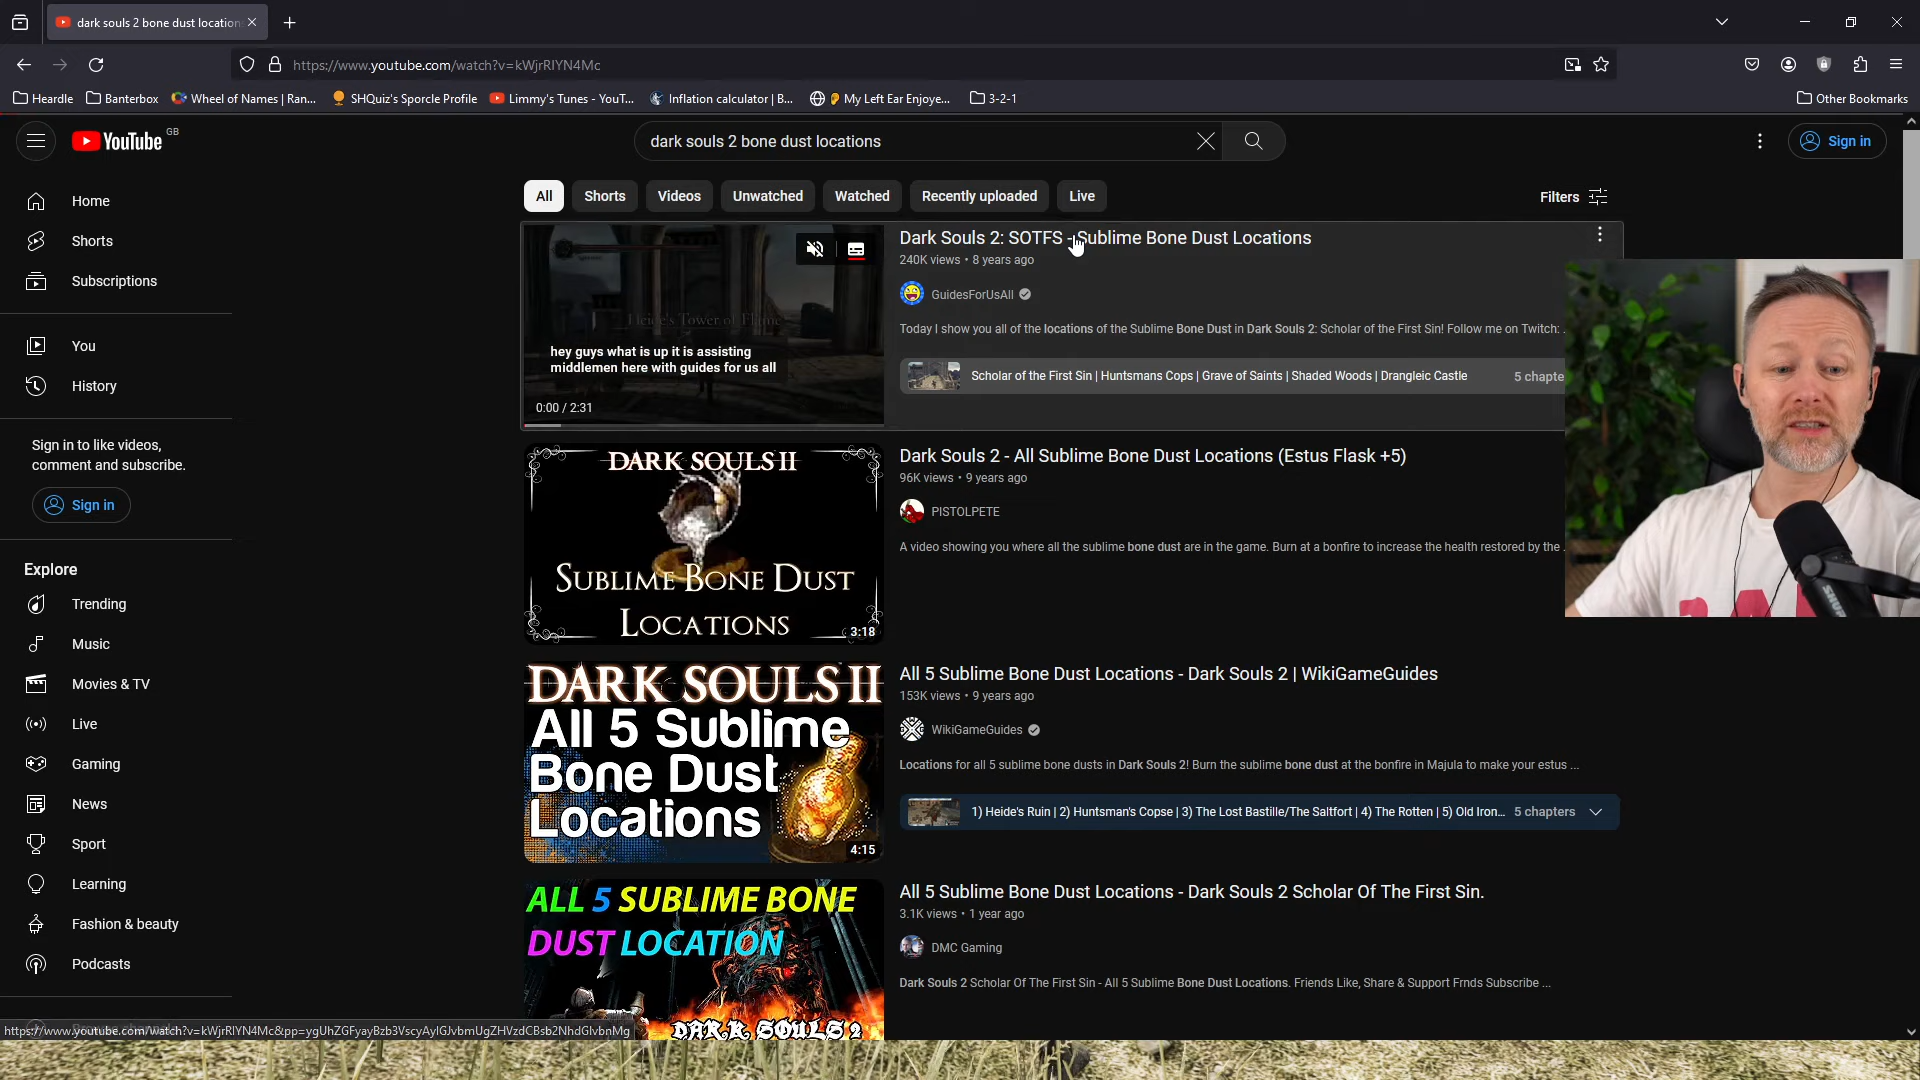 dark souls 2 bone dust location
https://www.youtube.com/watch?v=kWjrRIYN4Mc
Heardle
Banterbox
Wheel of Names | Ran...
SHQuiz's Sporcle Profile
Limmy's Tunes - YouT...
Inflation calculator | B...
My Left Ear Enjoye...
3-2-1
Other Bookmarks
YouTube GB
dark souls 2 bone dust locations
Sign in
All
Shorts
Videos
Unwatched
Watched
Recently uploaded
Live
Filters
Home
Shorts
Subscriptions
You
History
Sign in to like videos,
comment and subscribe.
Sign in
Explore
Trending
Music
Movies & TV
Live
Gaming
News
Sport
Learning
Fashion & beauty
Podcasts
Heide's Tower of Flame
hey guys what is up it is assisting
middlemen here with guides for us all
0:00 / 2:31
Dark Souls 2: SOTFS - Sublime Bone Dust Locations
240K views • 8 years ago
GuidesForUsAll
Today I show you all of the locations of the Sublime Bone Dust in Dark Souls 2: Scholar of the First Sin! Follow me on Twitch:
Scholar of the First Sin | Huntsmans Cops | Grave of Saints | Shaded Woods | Drangleic Castle
5 chapte
DARK SOULS II
SUBLIME BONE DUST
LOCATIONS
3:18
Dark Souls 2 - All Sublime Bone Dust Locations (Estus Flask +5)
96K views • 9 years ago
PISTOLPETE
A video showing you where all the sublime bone dust are in the game. Burn at a bonfire to increase the health restored by the
DARK SOULS II
All 5 Sublime
Bone Dust
Locations
4:15
All 5 Sublime Bone Dust Locations - Dark Souls 2 | WikiGameGuides
153K views • 9 years ago
WikiGameGuides
Locations for all 5 sublime bone dusts in Dark Souls 2! Burn the sublime bone dust at the bonfire in Majula to make your estus ...
1) Heide's Ruin | 2) Huntsman's Copse | 3) The Lost Bastille/The Saltfort | 4) The Rotten | 5) Old Iron... 5 chapters
ALL 5 SUBLIME BONE
DUST LOCATION
DARK SOULS 2
All 5 Sublime Bone Dust Locations - Dark Souls 2 Scholar Of The First Sin.
3.1K views • 1 year ago
DMC Gaming
Dark Souls 2 Scholar Of The First Sin - All 5 Sublime Bone Dust Locations. Friends Like, Share & Support Frnds Subscribe ...
SHURE